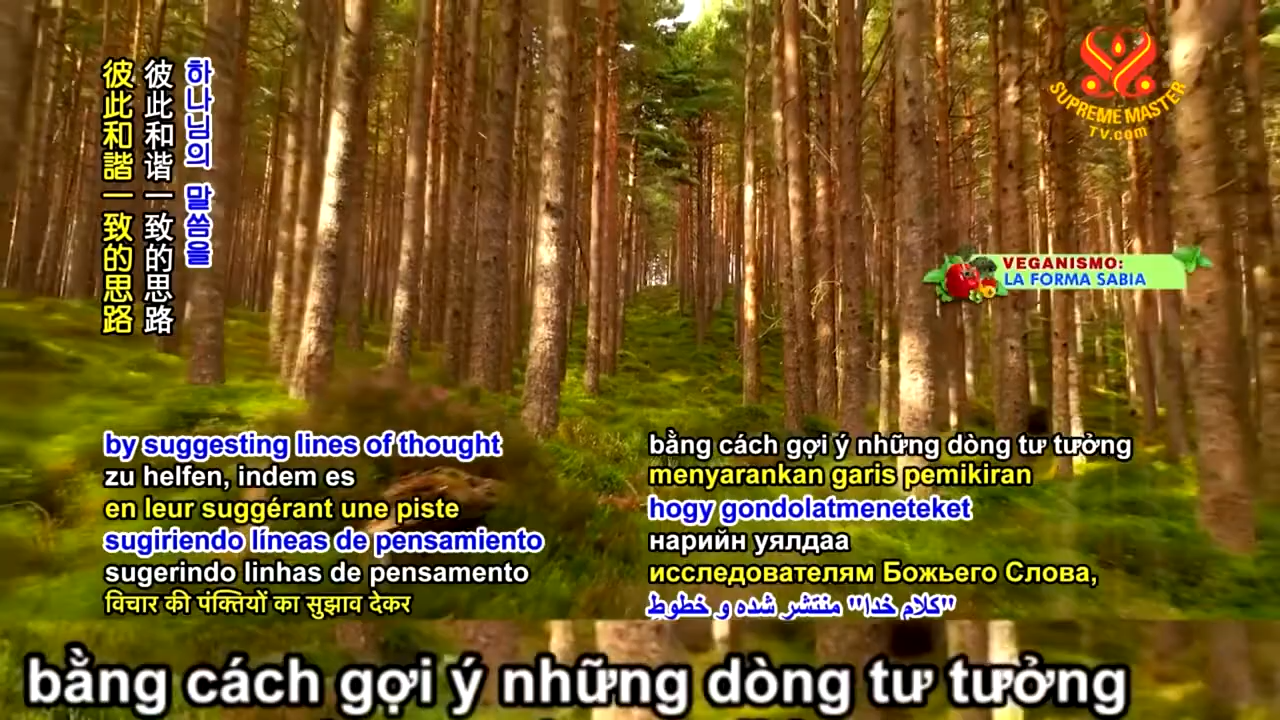 하나님의 말씀을
彼此和谐一致的思路
彼此和諧一致的思路
SUPREME MASTER
TV.com
VEGANISMO:
LA FORMA SABIA
by suggesting lines of thought
zu helfen, indem es
en leur suggérant une piste
sugiriendo líneas de pensamiento
sugerindo linhas de pensamento
विचार की पंक्तियों का सुझाव देकर
bằng cách gợi ý những dòng tư tưởng
menyarankan garis pemikiran
hogy gondolatmeneteket
нарийн уялдаа
исследователям Божьего Слова,
"کلام خدا" منتشر شده و خطوط
bằng cách gợi ý những dòng tư tưởng